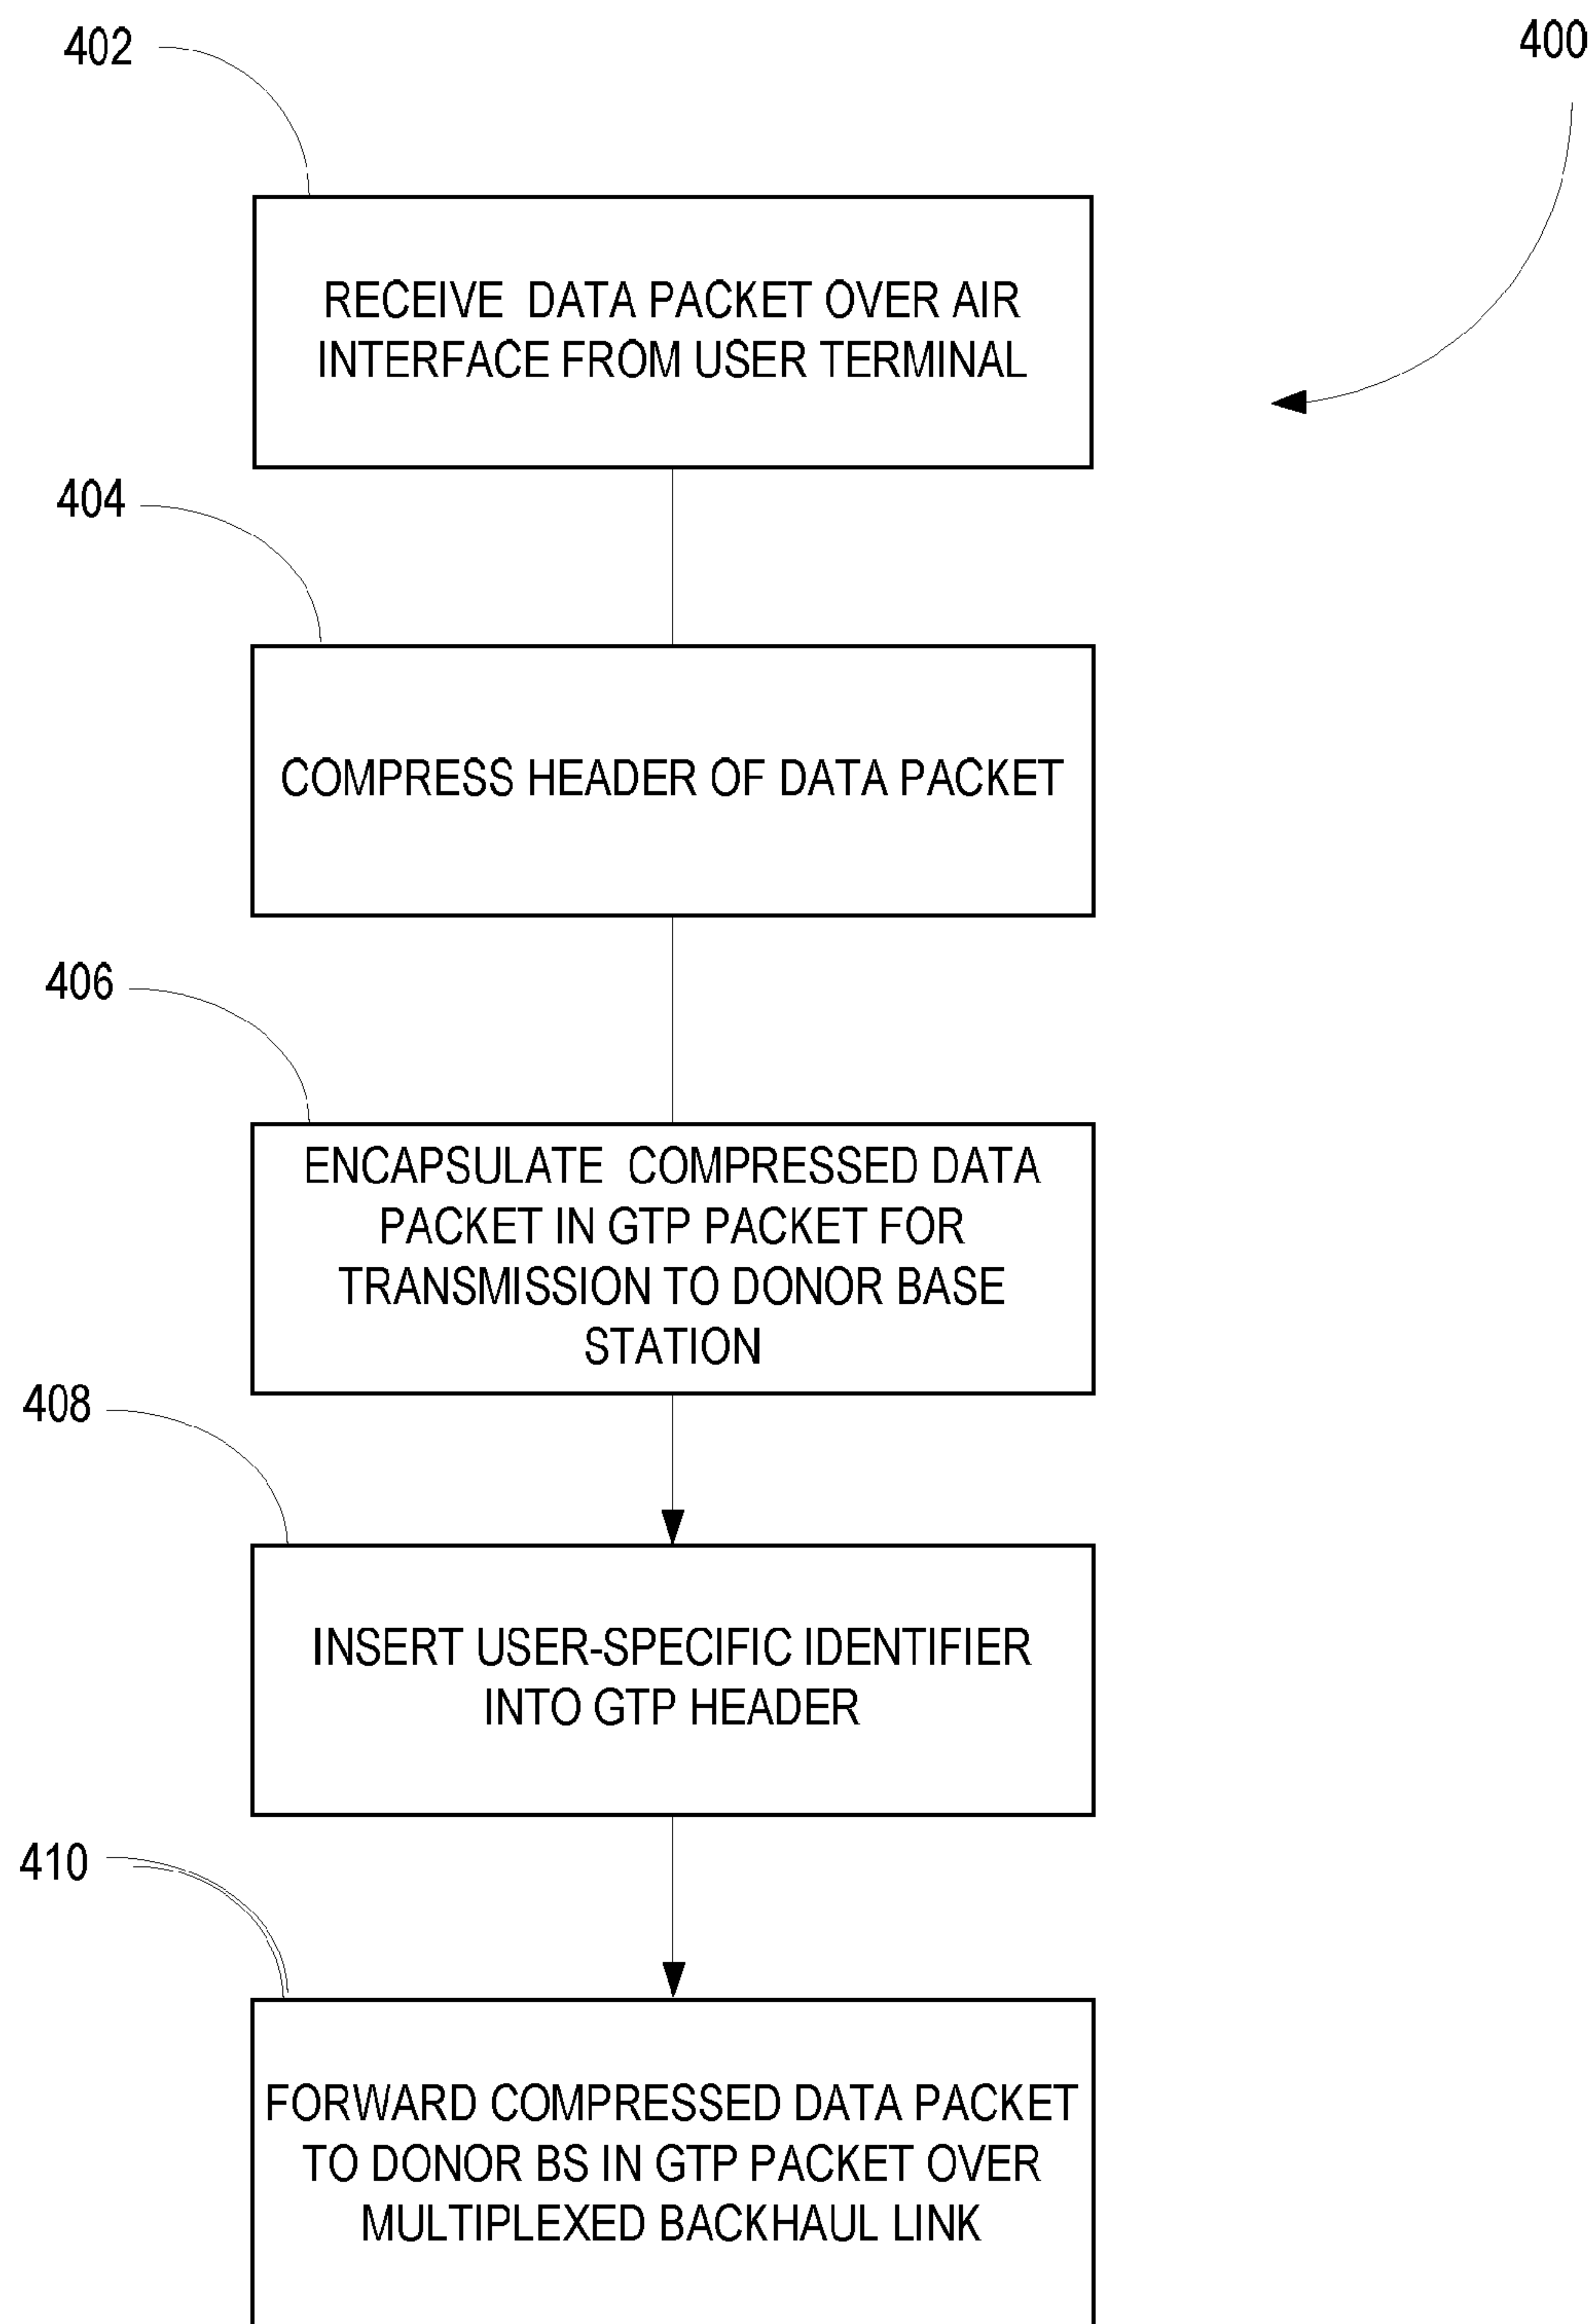 402
400
RECEIVE DATA PACKET OVER AIR
INTERFACE FROM USER TERMINAL
404
COMPRESS HEADER OF DATA PACKET
406
ENCAPSULATE COMPRESSED DATA
PACKET IN GTP PACKET FOR
TRANSMISSION TO DONOR BASE
STATION
408
INSERT USER-SPECIFIC IDENTIFIER
INTO GTP HEADER
410
FORWARD COMPRESSED DATA PACKET
TO DONOR BS IN GTP PACKET OVER
MULTIPLEXED BACKHAUL LINK